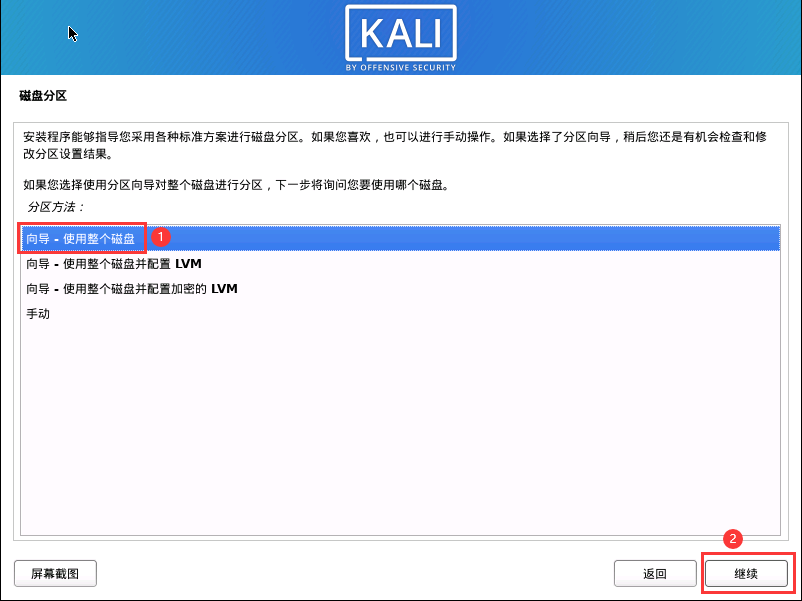 KALI
BY OFFENSIVE SECURITY
磁盘分区
安装程序能够指导您采用各种标准方案进行磁盘分区。如果您喜欢，也可以进行手动操作。如果选择了分区向导，稍后您还是有机会检查和修
改分区设置结果。
如果您选择使用分区向导对整个磁盘进行分区，下一步将询问您要使用哪个磁盘。
分区方法：
向导 - 使用整个磁盘 1
向导 - 使用整个磁盘并配置 LVM
向导 - 使用整个磁盘并配置加密的 LVM
手动
2
屏幕截图 返回 继续